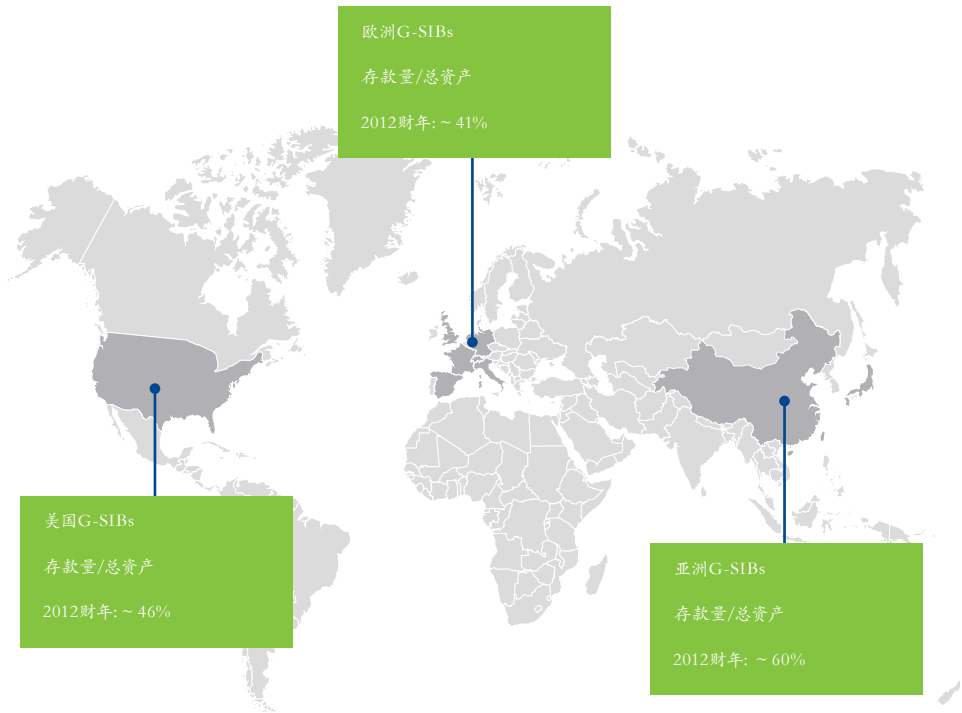 欧洲G-SIBs
存款量/总资产
2012财年: ~ 41%
美国G-SIBs
存款量/总资产
2012财年: ~ 46%
亚洲G-SIBs
存款量/总资产
2012财年: ~ 60%